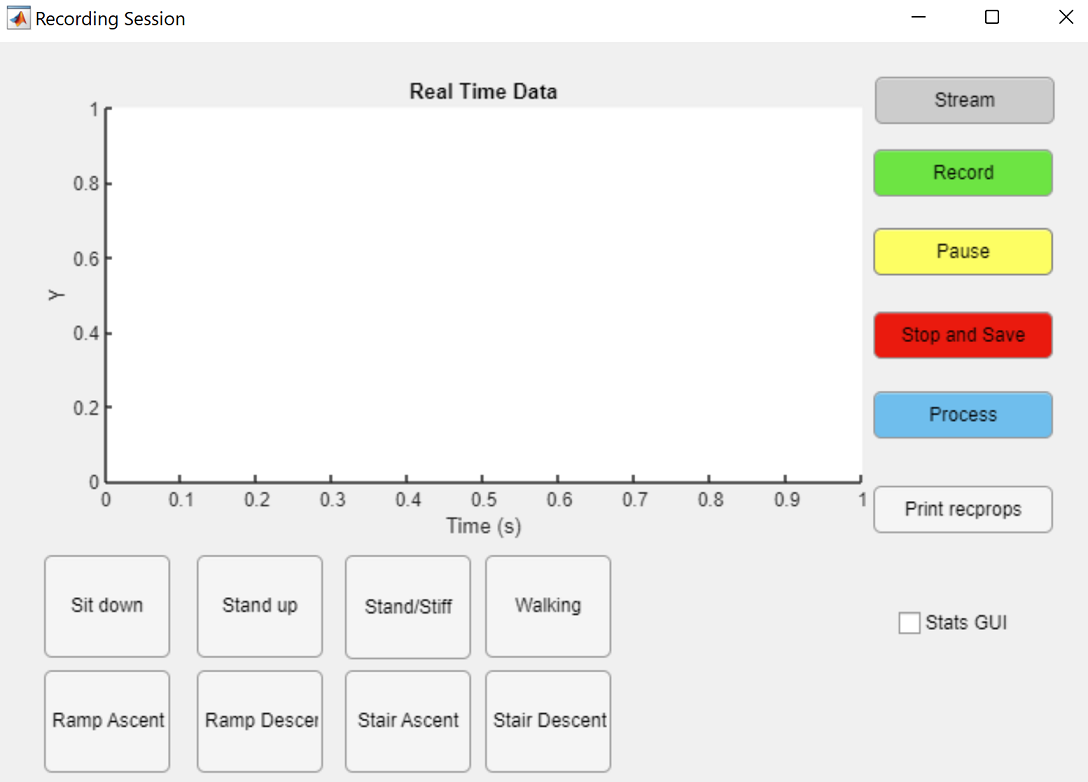 Recording Session
Real Time Data
1
0.8
0.6
0.4
0.2
0
Y
0 0.1 0.2 0.3 0.4 0.5 0.6 0.7 0.8 0.9 1
Time (s)
Stream
Record
Pause
Stop and Save
Process
Print recprops
Sit down Stand up Stand/Stiff Walking
Stats GUI
Ramp Ascent Ramp Descer Stair Ascent Stair Descent